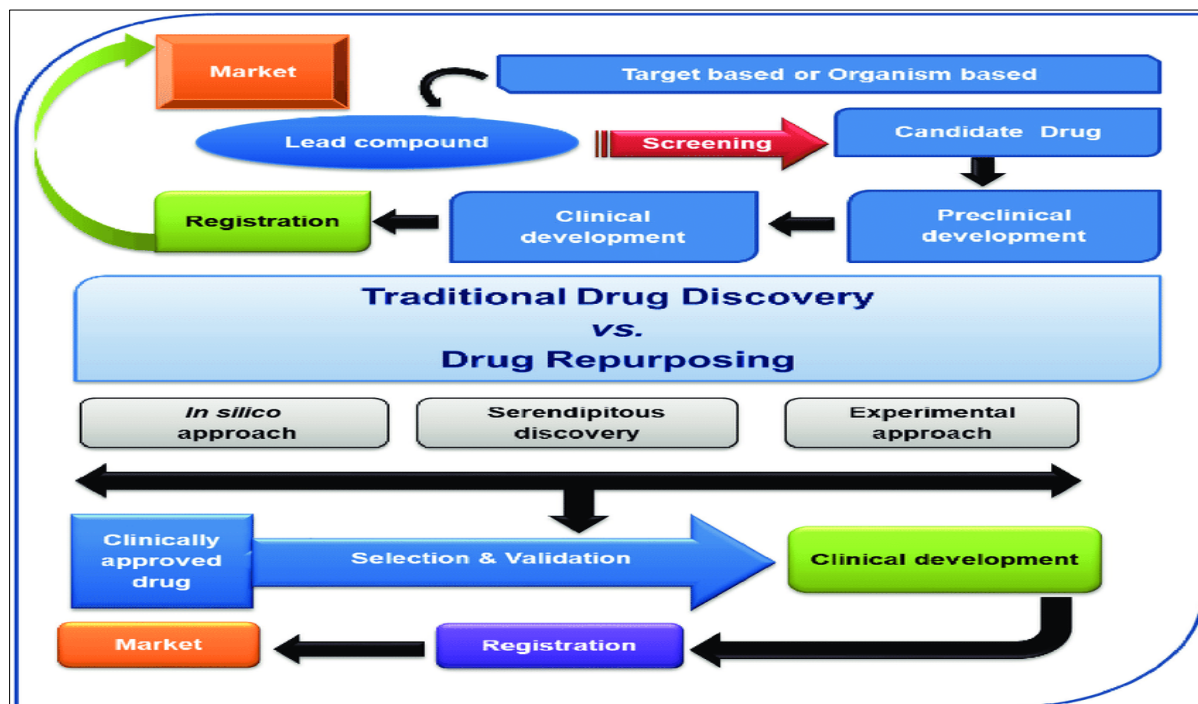 Market
Target based or Organism based
Lead compound
Screening
Candidate Drug
Registration
Clinical
development
Preclinical
development
Traditional Drug Discovery
vs.
Drug Repurposing
In silico
approach
Serendipitous
discovery
Experimental
approach
Clinically
approved
drug
Selection & Validation
Clinical development
Market
Registration